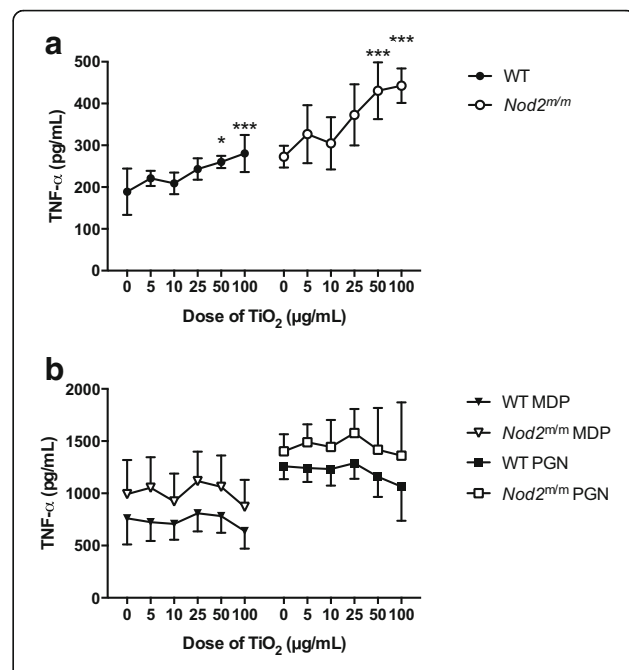 a
500
400
300
200
100
0
TNF-α (pg/mL)
*
***
***
***
0 5 10 25 50 100 0 5 10 25 50 100
Dose of TiO₂ (μg/mL)
WT
Nod2ᵐ/ᵐ
b
2000
1500
1000
500
0
TNF-α (pg/mL)
0 5 10 25 50 100 0 5 10 25 50 100
Dose of TiO₂ (μg/mL)
WT MDP
Nod2ᵐ/ᵐ MDP
WT PGN
Nod2ᵐ/ᵐ PGN